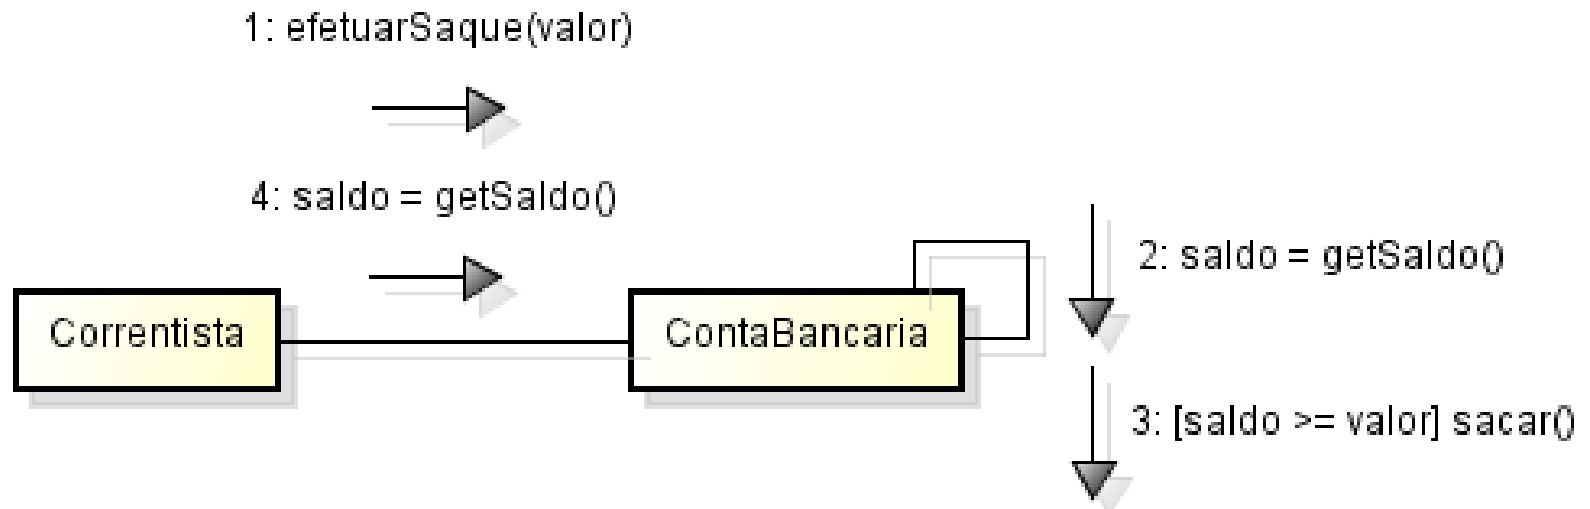 1: efetuarSaque(valor)
4: saldo = getSaldo()
Correntista
ContaBancaria
2: saldo = getSaldo()
3: [saldo >= valor] sacar()